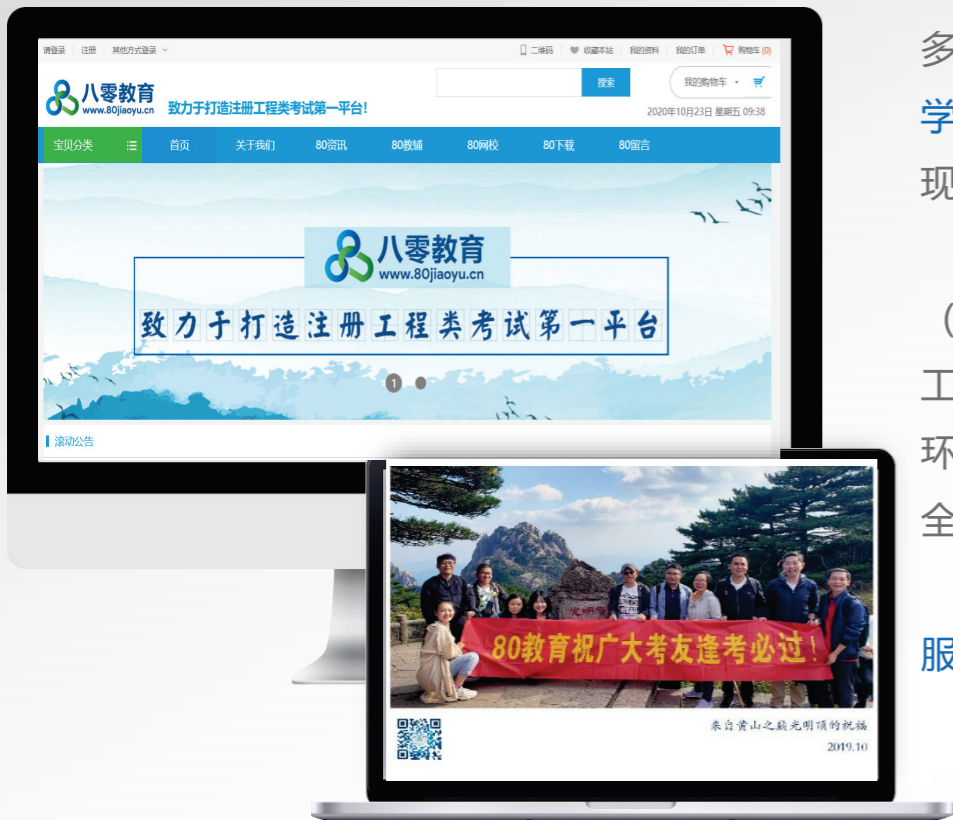 请登录 注册 其他方式登录 二维码 收藏本站 我的资料 我的订单 购物车 (0)
八零教育
www.80jiaoyu.cn
致力于打造注册工程类考试第一平台!
搜索
我的购物车
2020年10月23日 星期五 09:38
宝贝分类 首页 关于我们 80资讯 80教辅 80网校 80下载 80留言
八零教育
www.80jiaoyu.cn
致力于打造注册工程类考试第一平台
1
滚动公告
光明顶
80教育祝广大考友逢考必过!
来自黄山之巅光明顶的祝福
2019.10
多
学
现
(
工
环
全
服